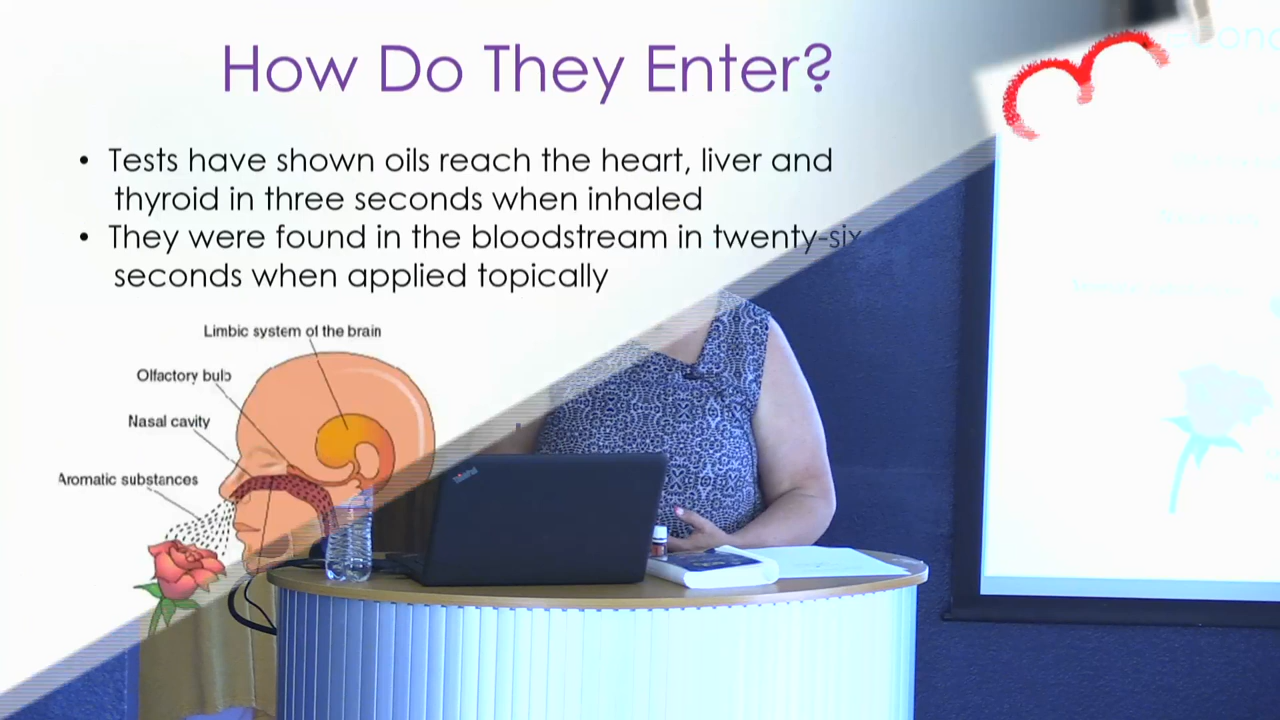 How Do They Enter?
• Tests have shown oils reach the heart, liver and
thyroid in three seconds when inhaled
• They were found in the bloodstream in twenty-six
seconds when applied topically
Limbic system of the brain
Olfactory bulb
Nasal cavity
Aromatic substances